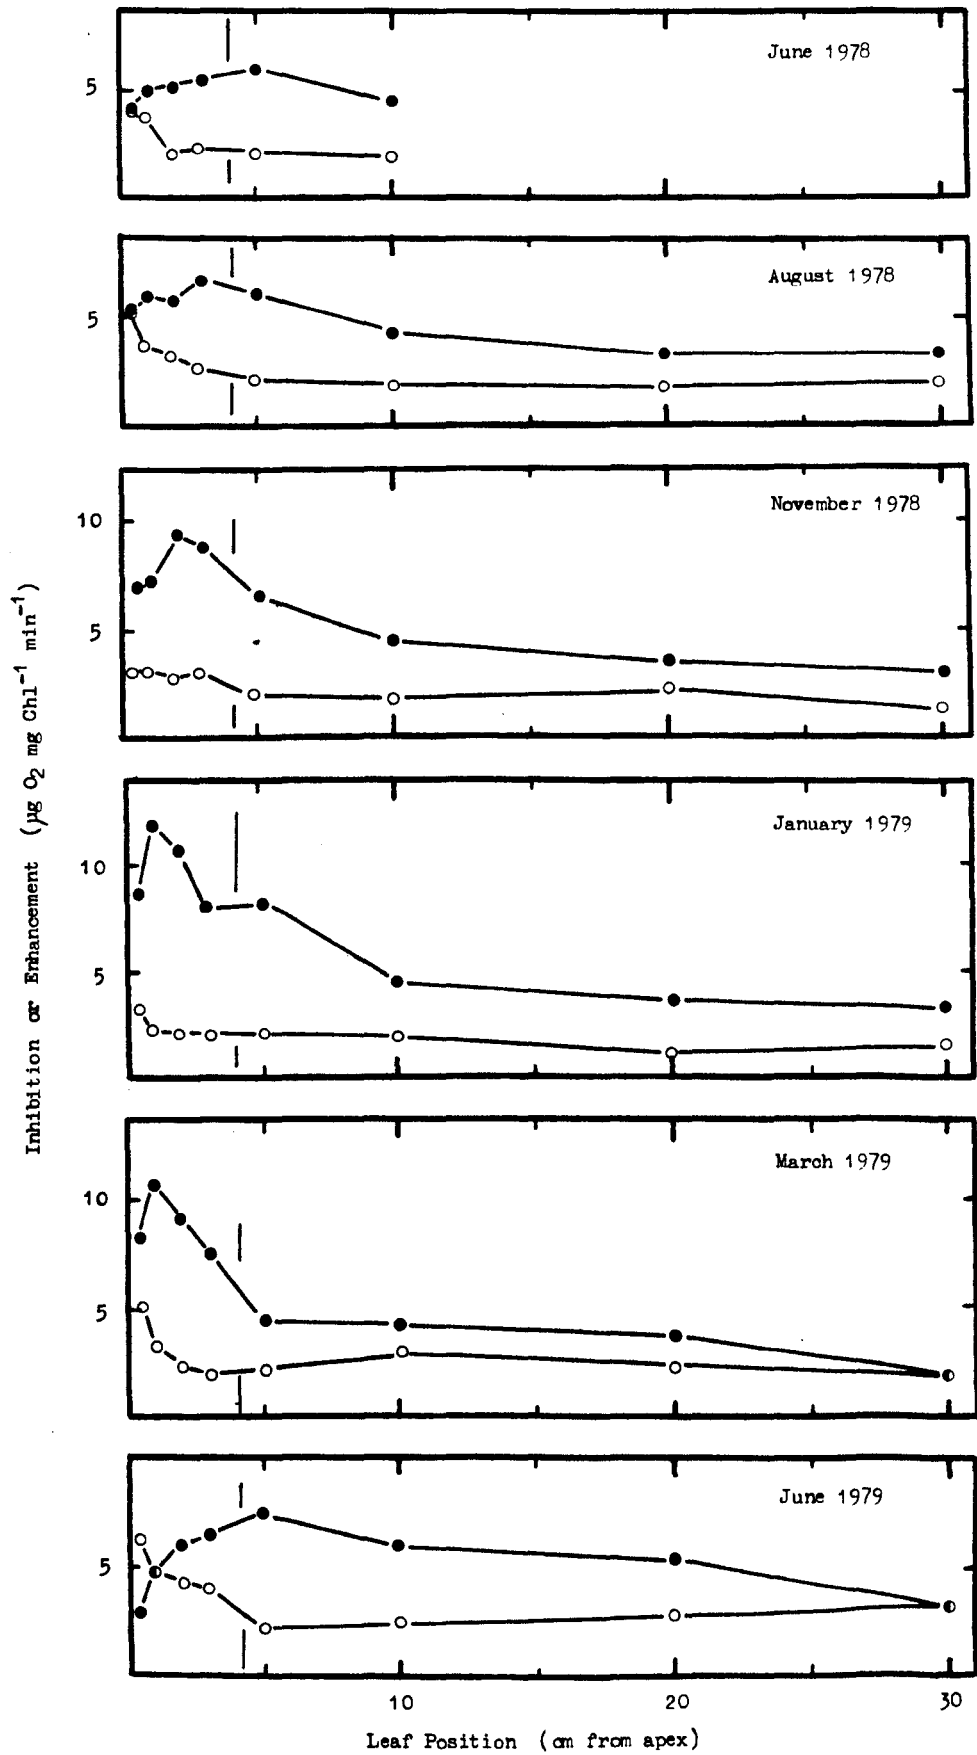 June 1978
5
August 1978
5
November 1978
10
5
Inhibition or Enhancement (µg O₂ mg Chl⁻¹ min⁻¹)
January 1979
10
5
March 1979
10
5
June 1979
5
10 20 30
Leaf Position (cm from apex)